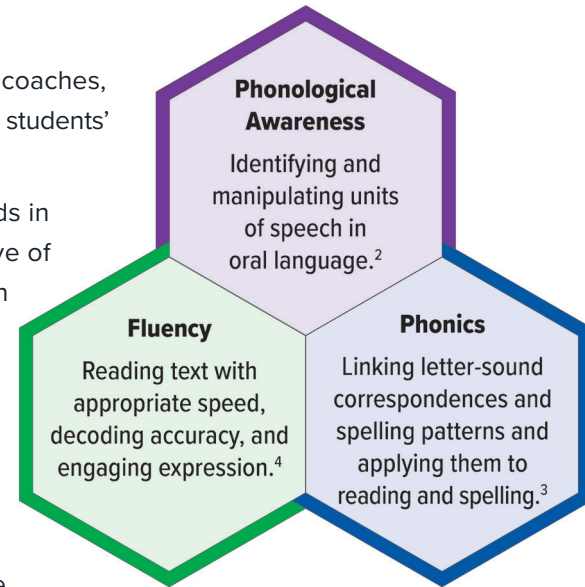 coaches,
students'
ds in
ve of
n
e
Phonological
Awareness
Identifying and
manipulating units
of speech in
oral language.2
Fluency
Reading text with
appropriate speed,
decoding accuracy, and
engaging expression.4
Phonics
Linking letter-sound
correspondences and
spelling patterns and
applying them to
reading and spelling.3